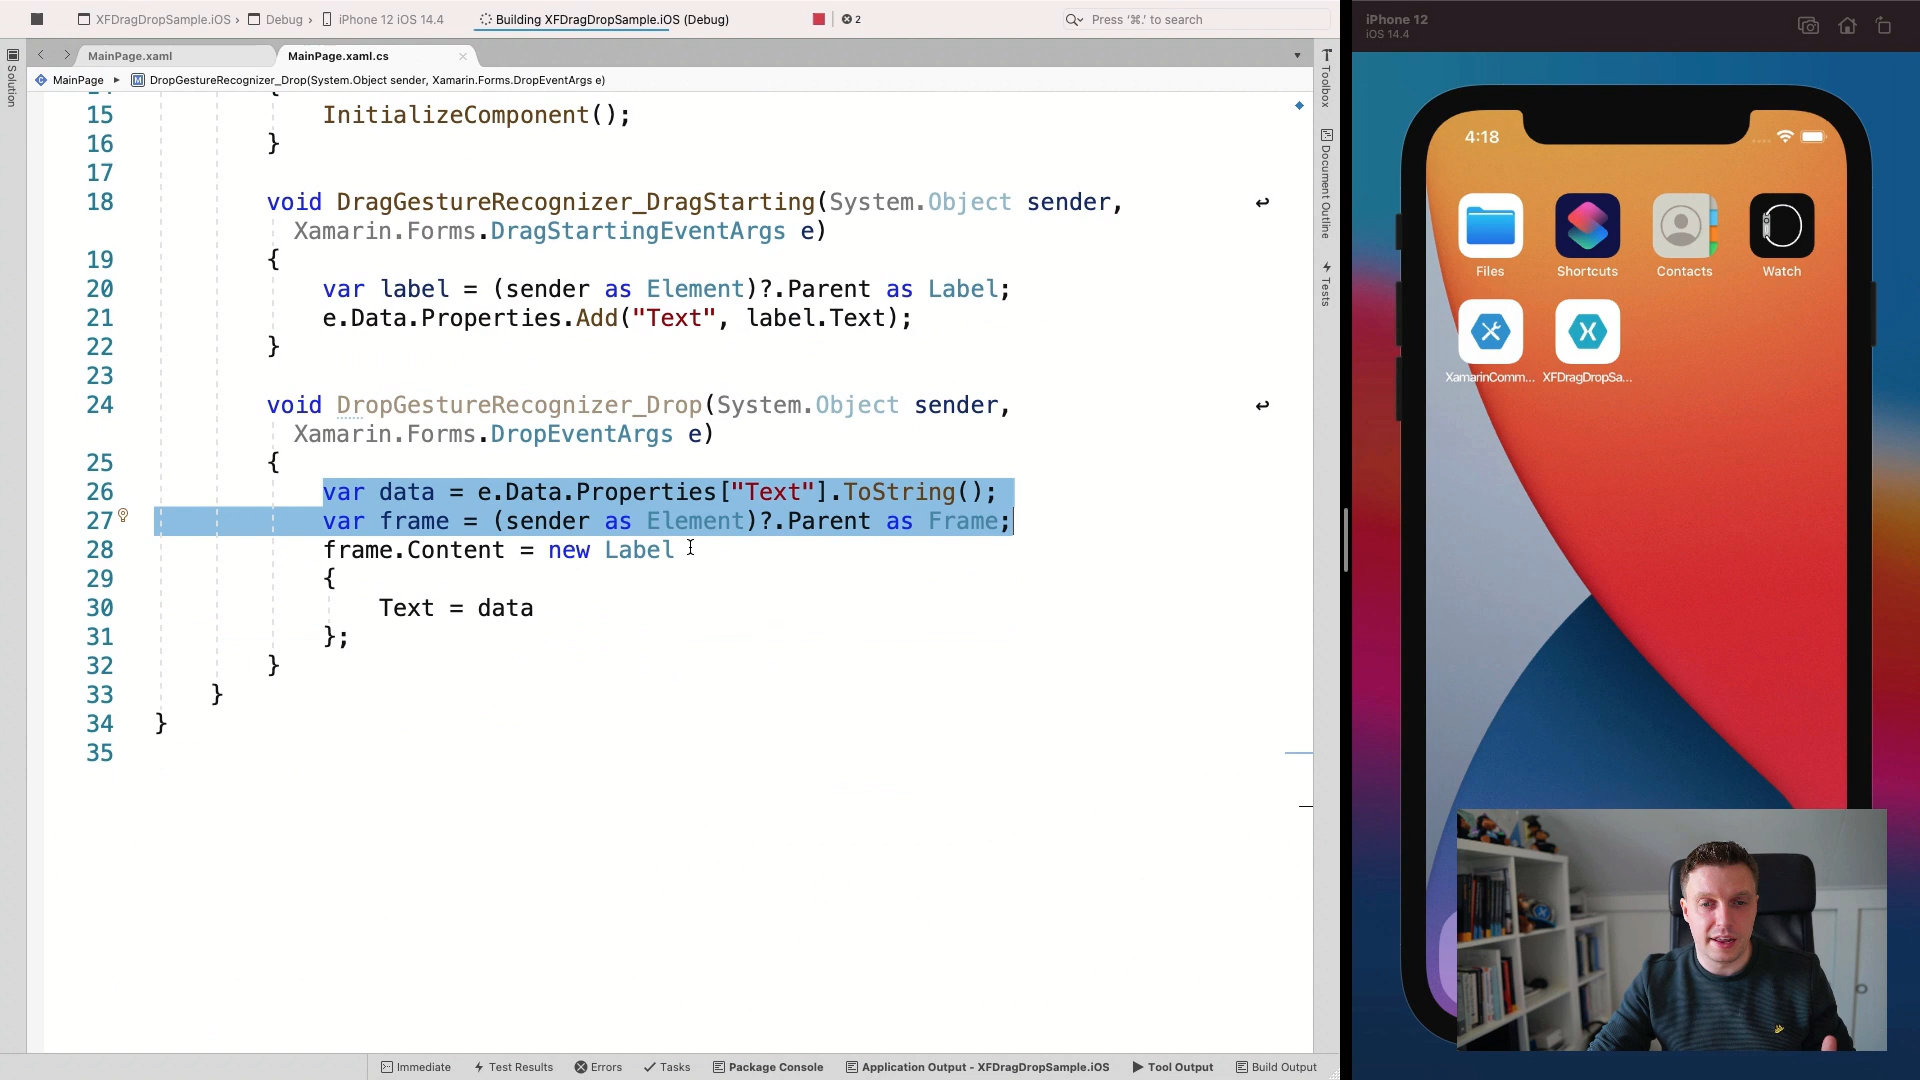 XFDragDropSample.iOS › Debug › iPhone 12 iOS 14.4
Building XFDragDropSample.iOS (Debug)
2
Press '⌘.' to search
MainPage.xaml
MainPage.xaml.cs
MainPage ▸ DropGestureRecognizer_Drop(System.Object sender, Xamarin.Forms.DropEventArgs e)
Solution
Toolbox
Document Outline
Tests
15 InitializeComponent();
16 }
17
18 void DragGestureRecognizer_DragStarting(System.Object sender,
Xamarin.Forms.DragStartingEventArgs e)
19 {
20 var label = (sender as Element)?.Parent as Label;
21 e.Data.Properties.Add("Text", label.Text);
22 }
23
24 void DropGestureRecognizer_Drop(System.Object sender,
Xamarin.Forms.DropEventArgs e)
25 {
26 var data = e.Data.Properties["Text"].ToString();
27 var frame = (sender as Element)?.Parent as Frame;
28 frame.Content = new Label
29 {
30 Text = data
31 };
32 }
33 }
34 }
35
Immediate
Test Results
Errors
Tasks
Package Console
Application Output - XFDragDropSample.iOS
Tool Output
Build Output
iPhone 12
iOS 14.4
4:18
Files
Shortcuts
Contacts
Watch
XamarinComm...
XFDragDropSa...